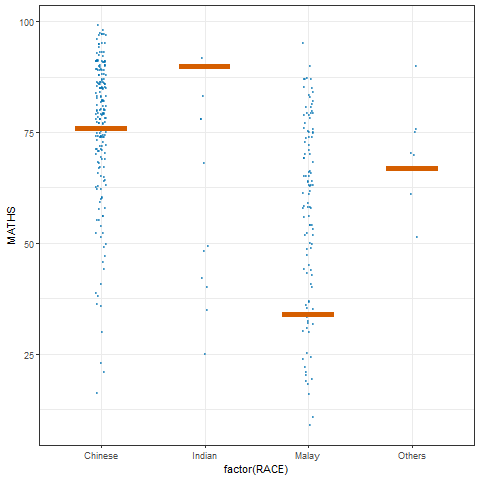 100
75
50
25
MATHS
Chinese
Indian
Malay
Others
factor(RACE)